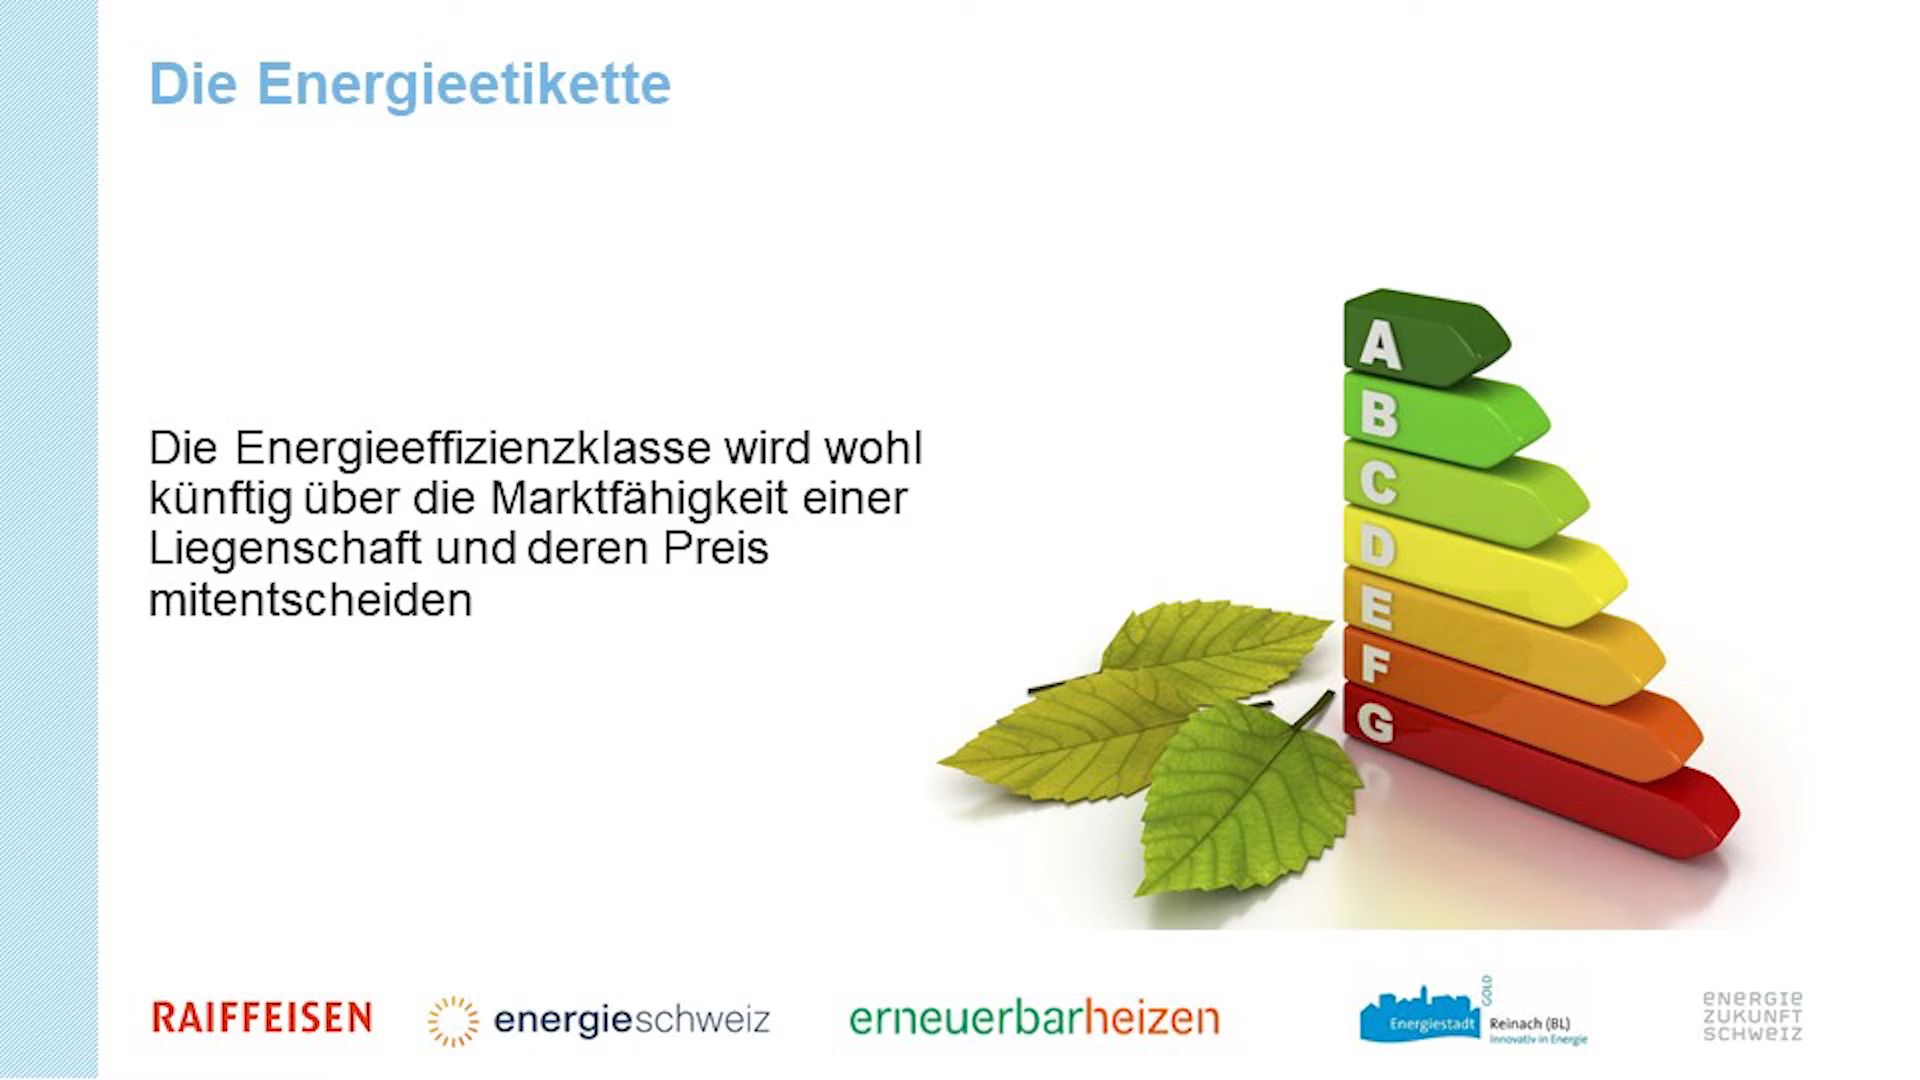 Die Energieetikette
Die Energieeffizienzklasse wird wohl
künftig über die Marktfähigkeit einer
Liegenschaft und deren Preis
mitentscheiden
A
B
C
D
E
F
G
RAIFFEISEN
energieschweiz
erneuerbarheizen
Energiestadt
GOLD
Reinach (BL)
Innovativ in Energie
ENERGIE
ZUKUNFT
SCHWEIZ